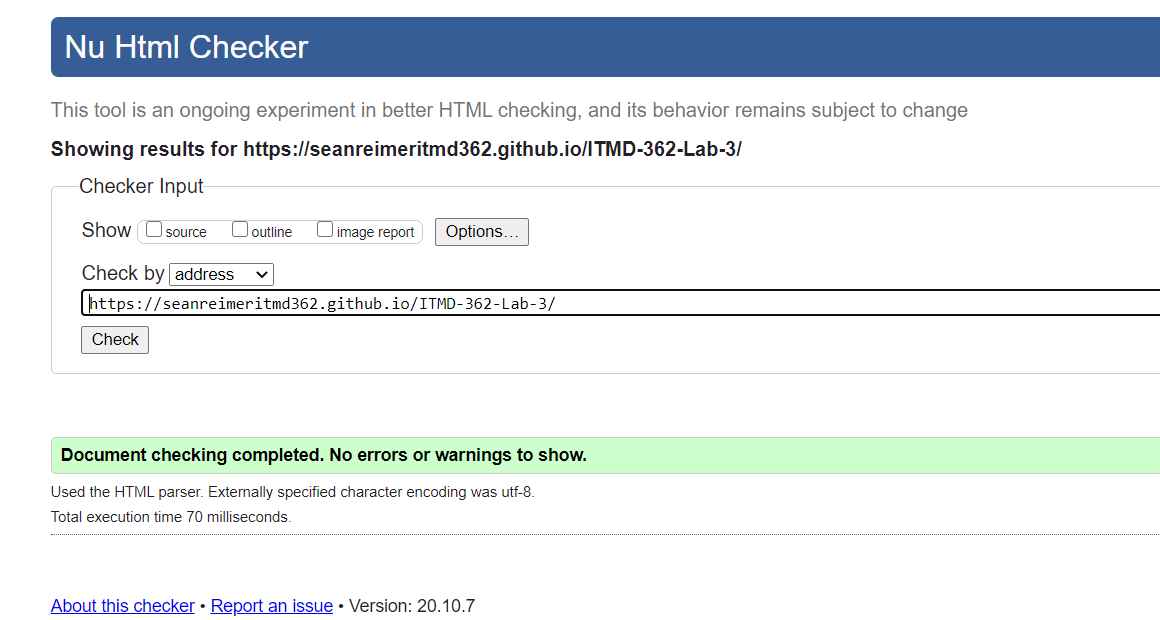 Nu Html Checker
This tool is an ongoing experiment in better HTML checking, and its behavior remains subject to change
Showing results for https://seanreimeritmd362.github.io/ITMD-362-Lab-3/
Checker Input
Show source outline image report Options…
Check by address
https://seanreimeritmd362.github.io/ITMD-362-Lab-3/
Check
Document checking completed. No errors or warnings to show.
Used the HTML parser. Externally specified character encoding was utf-8.
Total execution time 70 milliseconds.
About this checker • Report an issue • Version: 20.10.7